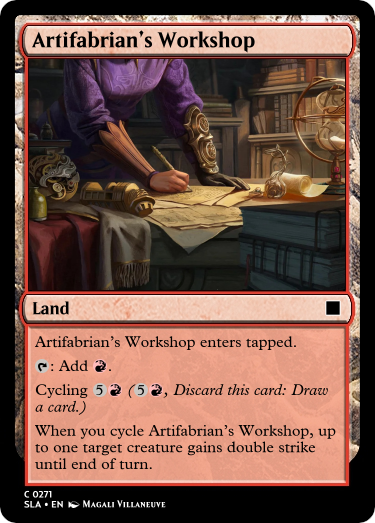 Artifabrian's Workshop
Land
Artifabrian's Workshop enters tapped.
: Add .
Cycling 5 (5 , Discard this card: Draw
a card.)
When you cycle Artifabrian's Workshop, up
to one target creature gains double strike
until end of turn.
C 0271
SLA • EN Magali Villaneuve